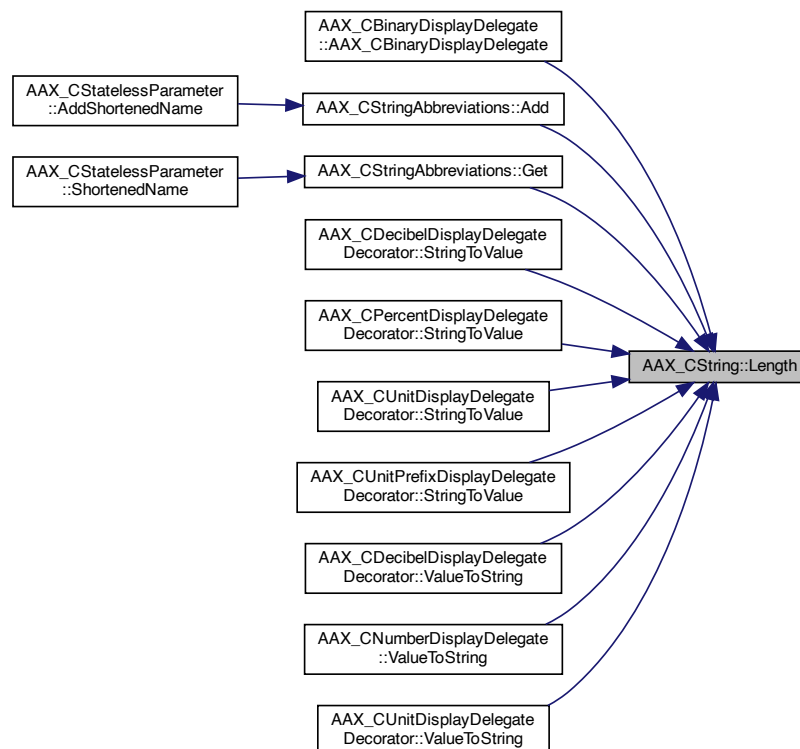 AAX_CBinaryDisplayDelegate
::AAX_CBinaryDisplayDelegate
AAX_CStatelessParameter
::AddShortenedName
AAX_CStringAbbreviations::Add
AAX_CStatelessParameter
::ShortenedName
AAX_CStringAbbreviations::Get
AAX_CDecibelDisplayDelegate
Decorator::StringToValue
AAX_CPercentDisplayDelegate
Decorator::StringToValue
AAX_CString::Length
AAX_CUnitDisplayDelegate
Decorator::StringToValue
AAX_CUnitPrefixDisplayDelegate
Decorator::StringToValue
AAX_CDecibelDisplayDelegate
Decorator::ValueToString
AAX_CNumberDisplayDelegate
::ValueToString
AAX_CUnitDisplayDelegate
Decorator::ValueToString